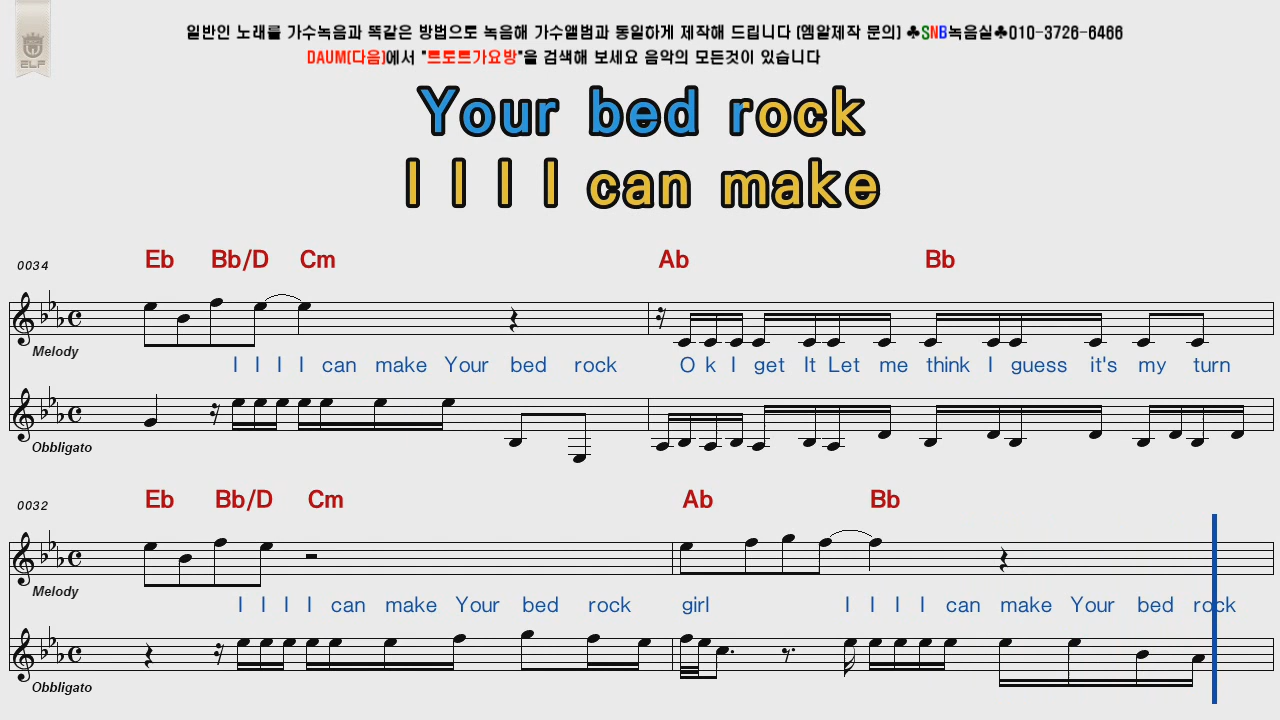 일반인 노래를 가수녹음과 똑같은 방법으로 녹음해 가수앨범과 동일하게 제작해 드립니다 (엠알제작 문의) ♣SNB녹음실♣010-3726-6466
ELF
DAUM(다음)에서 "트로트가요방"을 검색해 보세요 음악의 모든것이 있습니다
Your bed rock
I I I I can make
0034
Eb Bb/D Cm Ab Bb
Melody
I I I I can make Your bed rock O k I get It Let me think I guess it's my turn
Obbligato
0032
Eb Bb/D Cm Ab Bb
Melody
I I I I can make Your bed rock girl I I I I can make Your bed rock
Obbligato